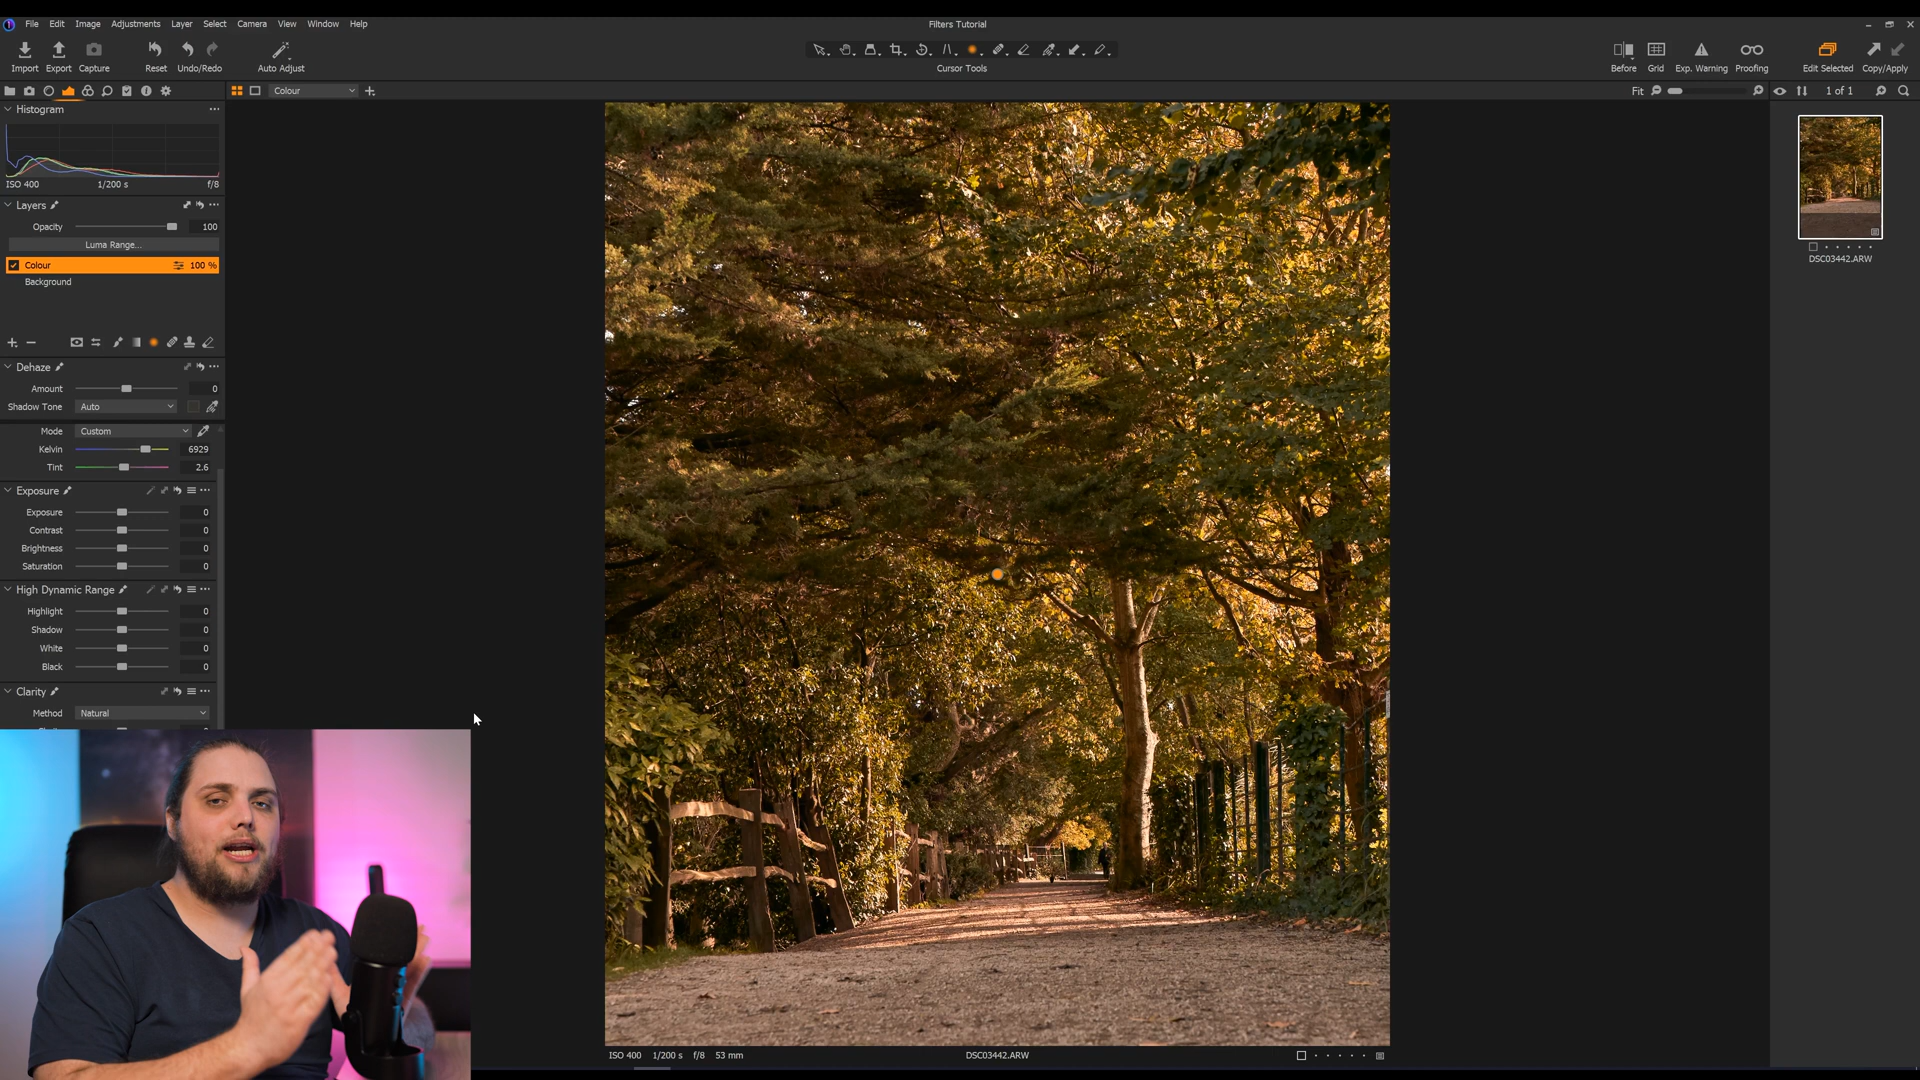 File Edit Image Adjustments Layer Select Camera View Window Help
Filters Tutorial
Import Export Capture Reset Undo/Redo Auto Adjust
Cursor Tools
Before Grid Exp. Warning Proofing Edit Selected Copy/Apply
Colour
Fit
1 of 1
Histogram
ISO 400 1/200 s f/8
Layers
Opacity 100
Luma Range...
Colour 100 %
Background
Dehaze
Amount 0
Shadow Tone Auto
Mode Custom
Kelvin 6929
Tint 2.6
Exposure
Exposure 0
Contrast 0
Brightness 0
Saturation 0
High Dynamic Range
Highlight 0
Shadow 0
White 0
Black 0
Clarity
Method Natural
DSC03442.ARW
ISO 400 1/200 s f/8 53 mm
DSC03442.ARW